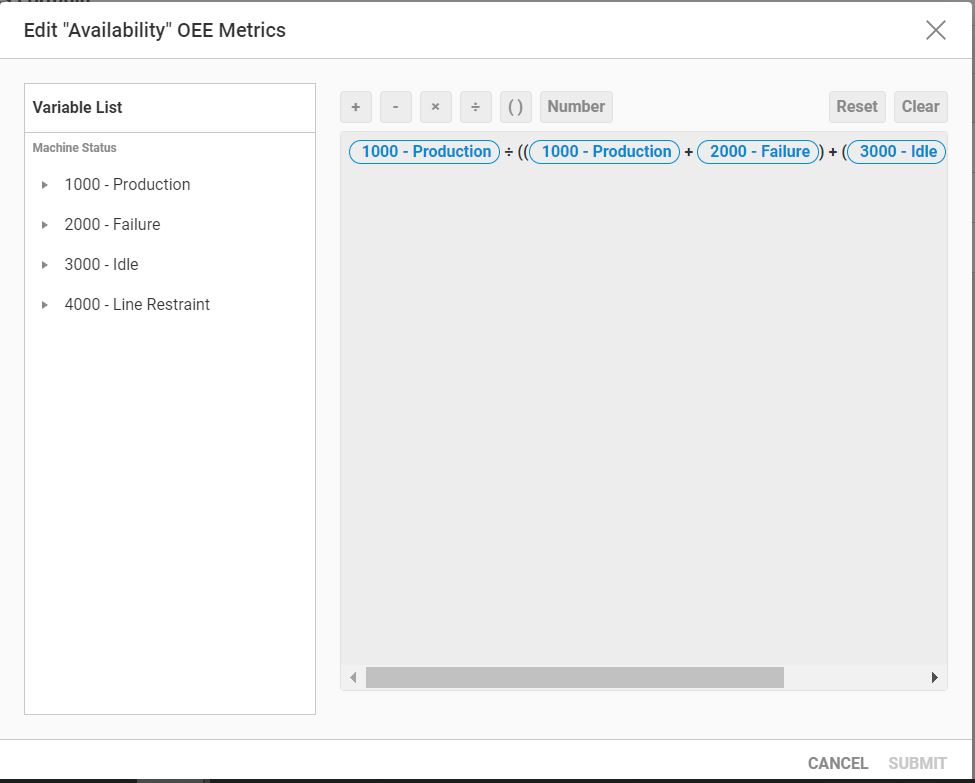 Edit "Availability" OEE Metrics
Variable List
Machine Status
1000 - Production
2000 - Failure
3000 - Idle
4000 - Line Restraint
+ - × ÷ ( ) Number Reset Clear
1000 - Production ÷ (( 1000 - Production + 2000 - Failure ) + ( 3000 - Idle
CANCEL SUBMIT